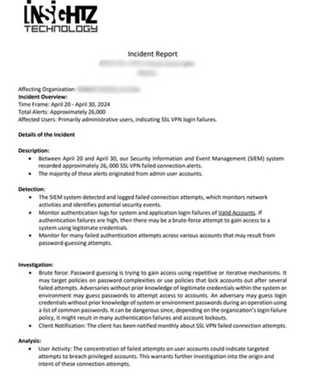 INSIGHTZ
TECHNOLOGY
Incident Report
Affecting Organization:
Incident Overview:
Time Frame: April 20 - April 30, 2024
Total Alerts: Approximately 26,000
Affected Users: Primarily administrative users, indicating SSL VPN login failures.
Details of the Incident
Description:
• Between April 20 and April 30, our Security Information and Event Management (SIEM) system
recorded approximately 26, 000 SSL VPN failed connection alerts.
• The majority of these alerts originated from admin user accounts.
Detection:
• The SIEM system detected and logged failed connection attempts, which monitors network
activities and identifies potential security events.
• Monitor authentication logs for system and application login failures of Valid Accounts. If
authentication failures are high, then there may be a brute-force attempt to gain access to a
system using legitimate credentials.
• Monitor for many failed authentication attempts across various accounts that may result from
password-guessing attempts.
Investigation:
• Brute force: Password guessing is trying to gain access using repetitive or iterative mechanisms. It
may target policies on password complexities or use policies that lock accounts out after several
failed attempts. Adversaries without prior knowledge of legitimate credentials within the system or
environment may guess passwords to attempt access to accounts. An adversary may guess login
credentials without prior knowledge of system or environment passwords during an operation using
a list of common passwords. It can be dangerous since, depending on the organization's login failure
policy, it might result in many authentication failures and account lockouts.
• Client Notification: The client has been notified monthly about SSL VPN failed connection attempts.
Analysis:
• User Activity: The concentration of failed attempts on user accounts could indicate targeted
attempts to breach privileged accounts. This warrants further investigation into the origin and
intent of these connection attempts.